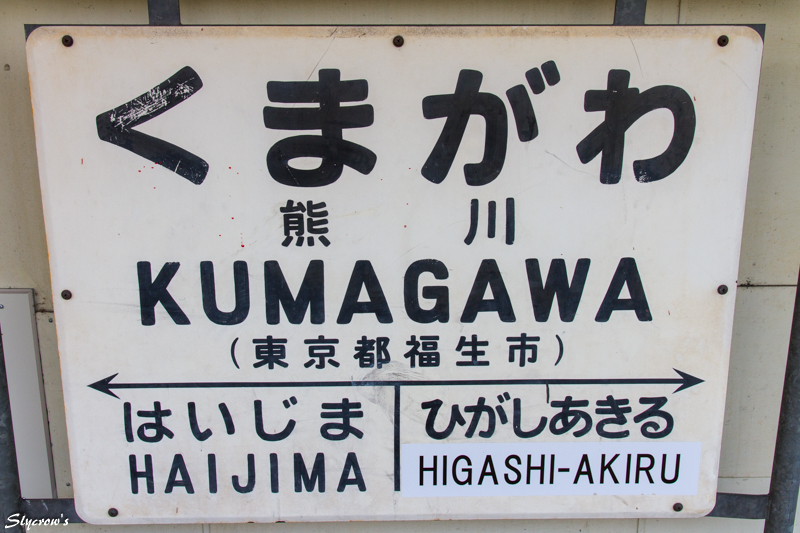 くまがわ
熊川
KUMAGAWA
(東京都福生市)
はいじま ひがしあきる
HAIJIMA HIGASHI-AKIRU
Slycrow's